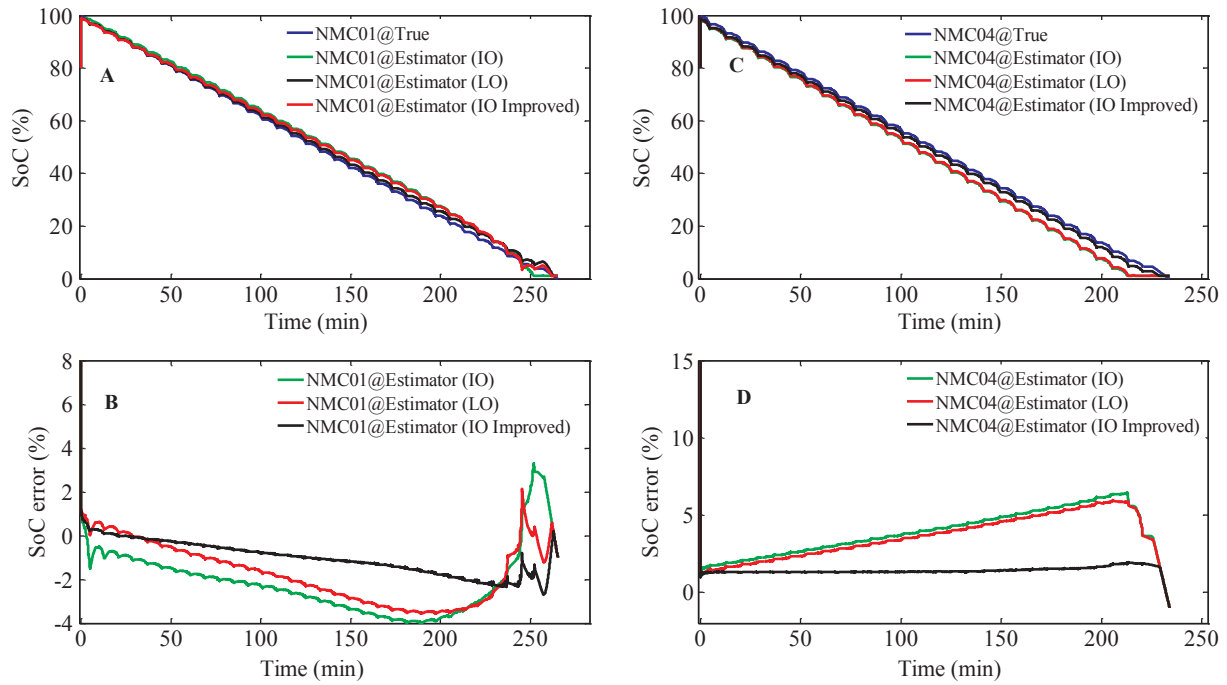 100
80
60
40
20
0
SoC (%)
A
NMC01@True
NMC01@Estimator (IO)
NMC01@Estimator (LO)
NMC01@Estimator (IO Improved)
0
50
100
150
200
250
Time (min)
100
80
60
40
20
0
SoC (%)
C
NMC04@True
NMC04@Estimator (IO)
NMC04@Estimator (LO)
NMC04@Estimator (IO Improved)
0
50
100
150
200
250
Time (min)
8
6
4
2
0
-2
-4
SoC error (%)
B
NMC01@Estimator (IO)
NMC01@Estimator (LO)
NMC01@Estimator (IO Improved)
0
50
100
150
200
250
Time (min)
15
10
5
0
SoC error (%)
D
NMC04@Estimator (IO)
NMC04@Estimator (LO)
NMC04@Estimator (IO Improved)
0
50
100
150
200
250
Time (min)